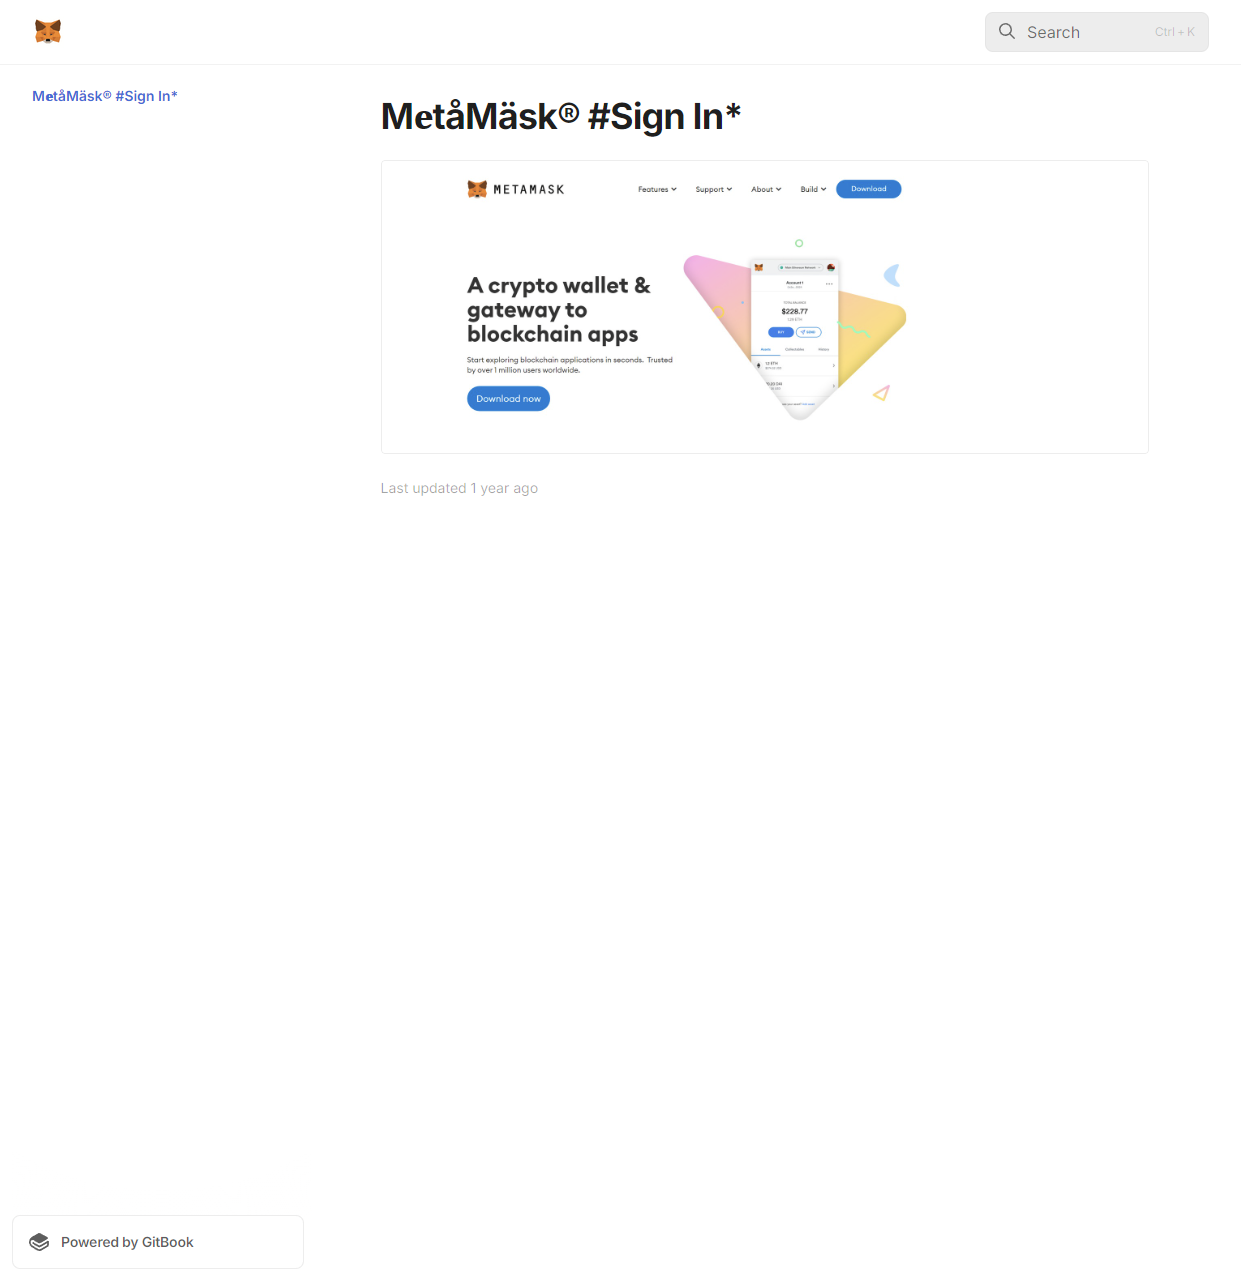 Search
Ctrl + K
MetåMäsk® #Sign In*
MetåMäsk® #Sign In*
METAMASK
Features
Support
About
Build
Download
A crypto wallet &
gateway to
blockchain apps
Start exploring blockchain applications in seconds. Trusted
by over 1 million users worldwide.
Download now
Account 1
TOTAL BALANCE
$228.77
Last updated 1 year ago
Powered by GitBook